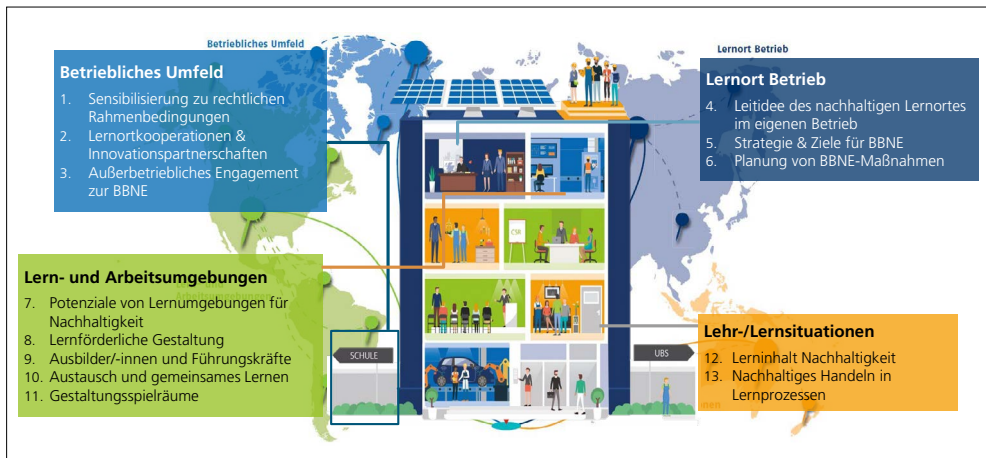 Betriebliches Umfeld
Lernort Betrieb
Betriebliches Umfeld
1. Sensibilisierung zu rechtlichen
Rahmenbedingungen
2. Lernortkooperationen &
Innovationspartnerschaften
3. Außerbetriebliches Engagement
zur BBNE
Lernort Betrieb
4. Leitidee des nachhaltigen Lernortes
im eigenen Betrieb
5. Strategie & Ziele für BBNE
6. Planung von BBNE-Maßnahmen
CSR
Lern- und Arbeitsumgebungen
7. Potenziale von Lernumgebungen für
Nachhaltigkeit
8. Lernförderliche Gestaltung
9. Ausbilder/-innen und Führungskräfte
10. Austausch und gemeinsames Lernen
11. Gestaltungsspielräume
SCHULE
UBS
Lehr-/Lernsituationen
12. Lerninhalt Nachhaltigkeit
13. Nachhaltiges Handeln in
Lernprozessen